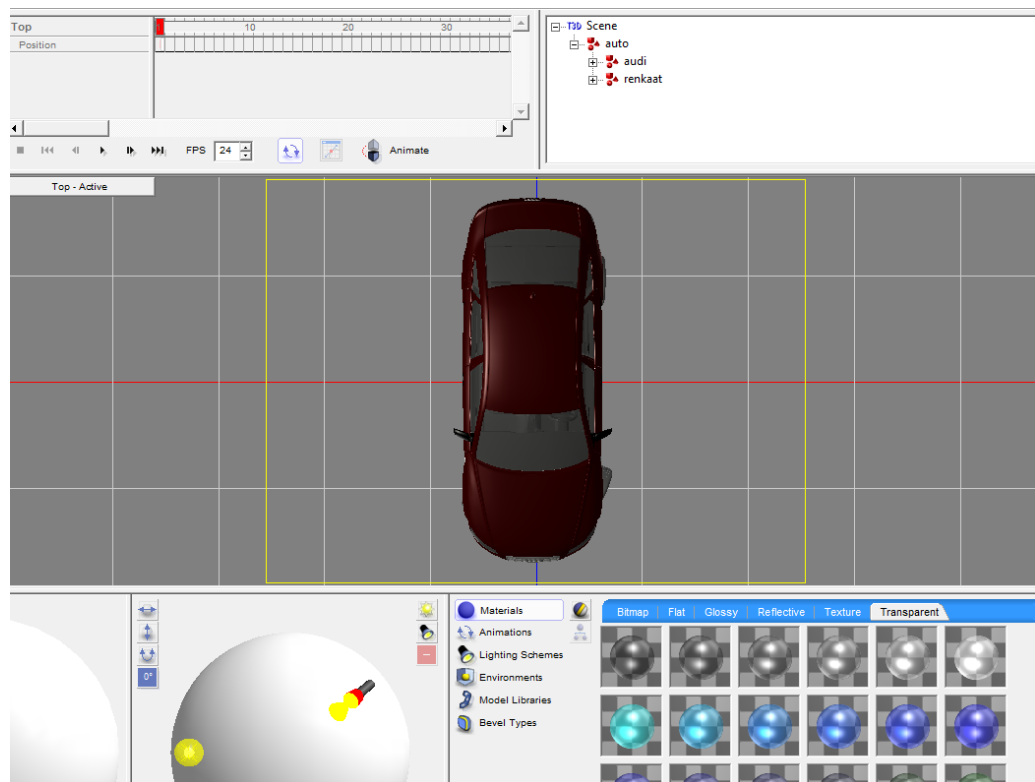 Top
10 20 30
Position
FPS 24
Animate
Scene
auto
audi
renkaat
Top - Active
0°
Materials
Animations
Lighting Schemes
Environments
Model Libraries
Bevel Types
Bitmap Flat Glossy Reflective Texture Transparent